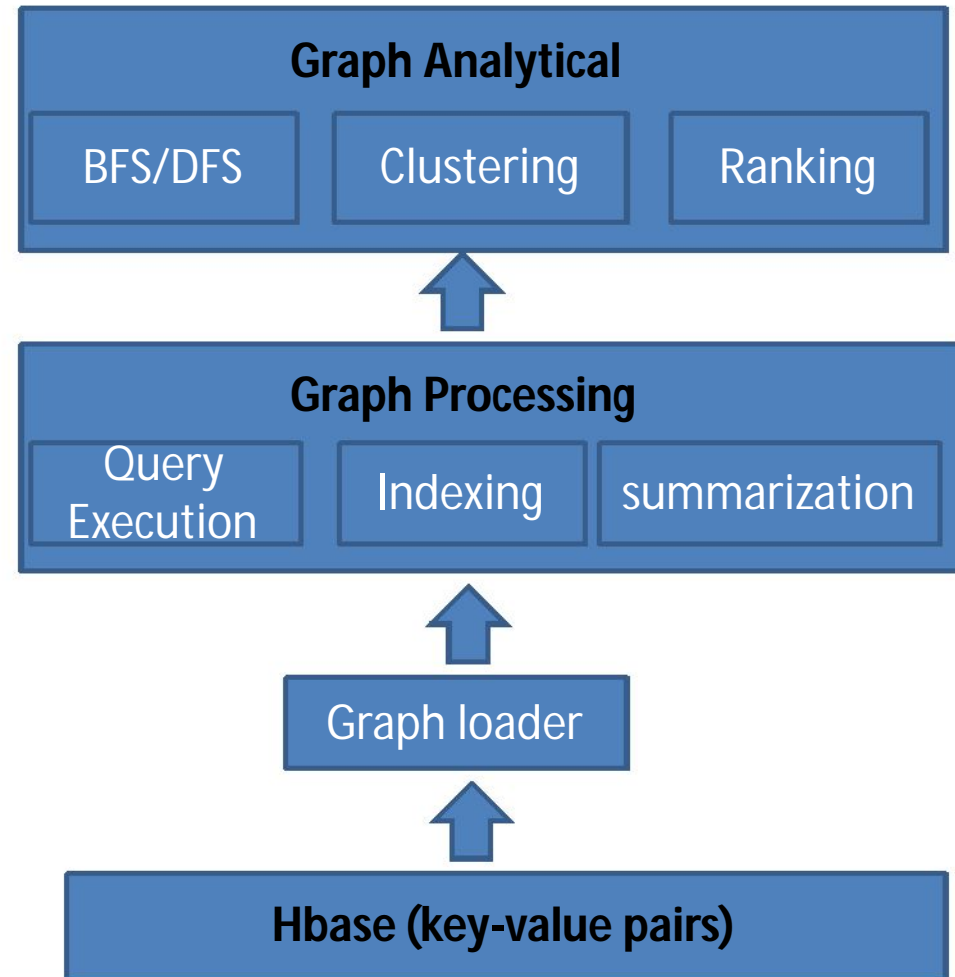 Graph Analytical
BFS/DFS
Clustering
Ranking
Graph Processing
Query
Execution
Indexing
summarization
Graph loader
Hbase (key-value pairs)